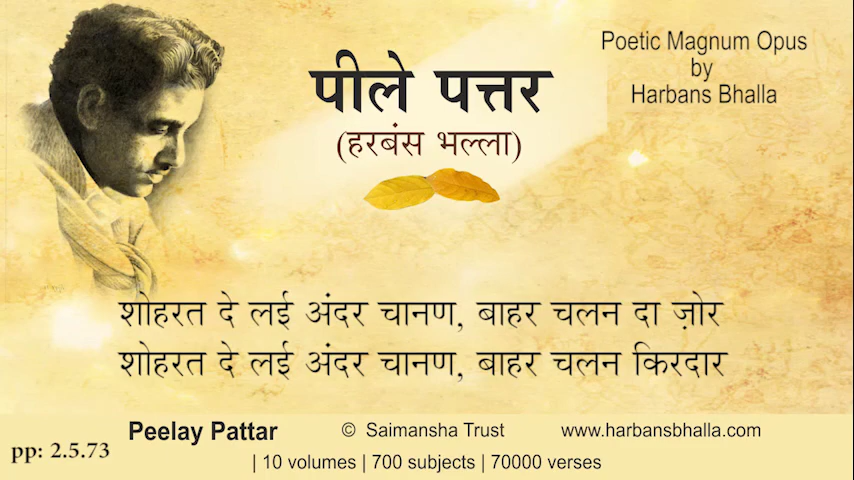 पीले पत्तर
(हरबंस भल्ला)
Poetic Magnum Opus
by
Harbans Bhalla
शोहरत दे लई अंदर चानण, बाहर चलन दा ज़ोर
शोहरत दे लई अंदर चानण, बाहर चलन किरदार
pp: 2.5.73
Peelay Pattar © Saimansha Trust www.harbansbhalla.com
| 10 volumes | 700 subjects | 70000 verses